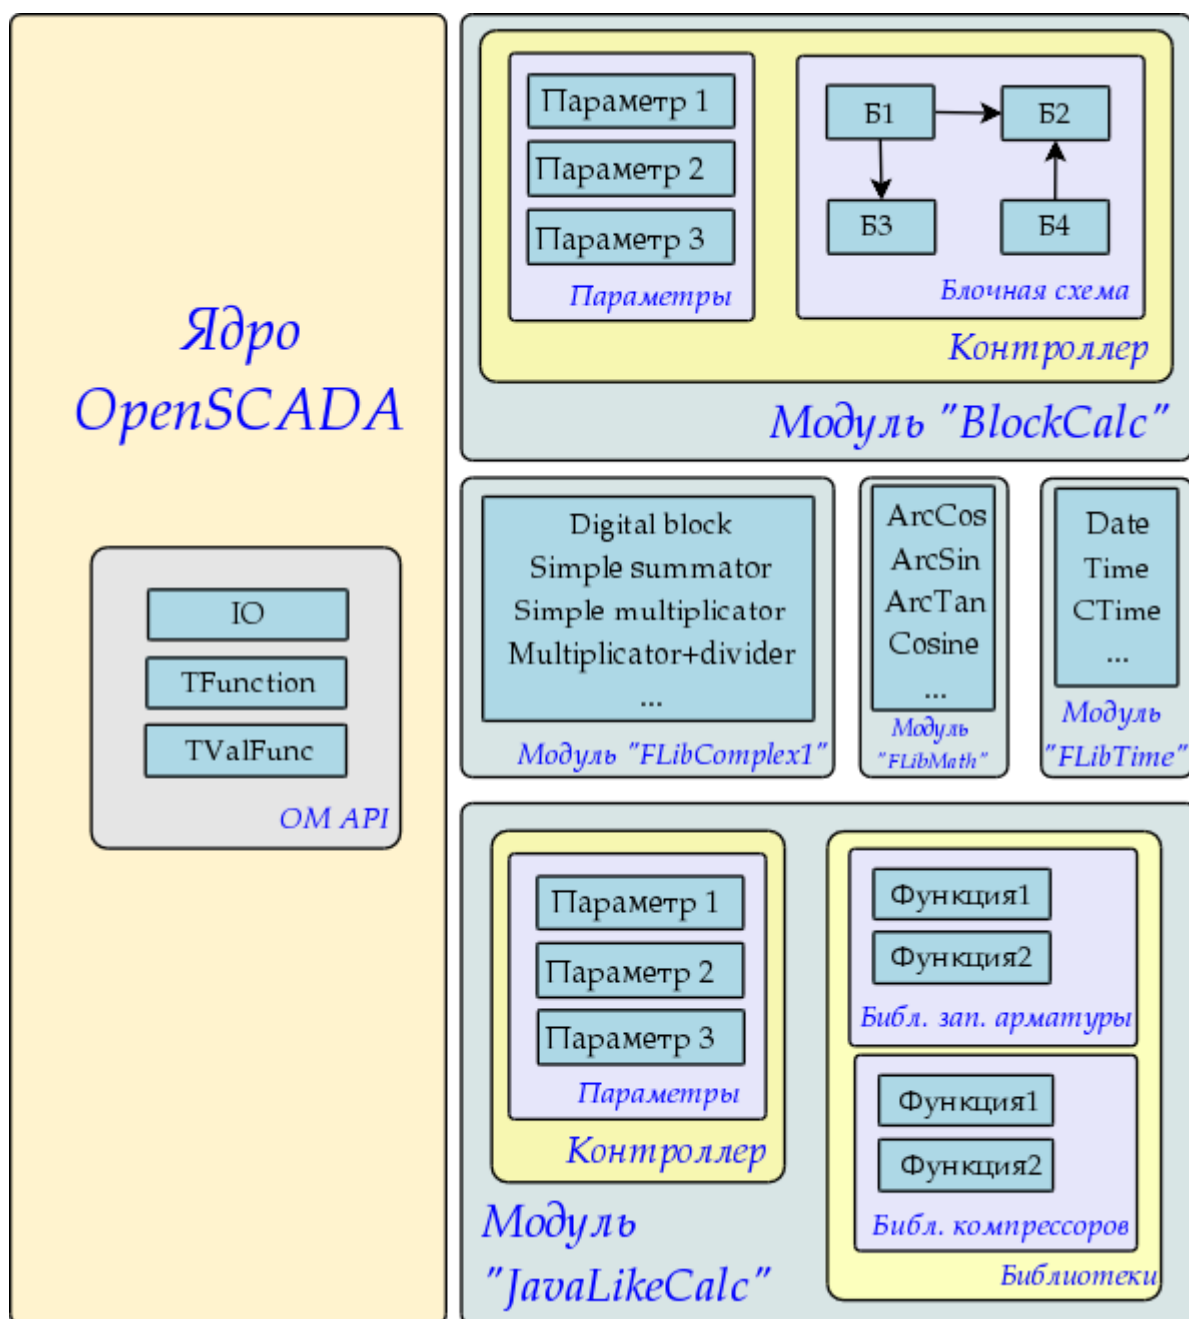 Ядро
OpenSCADA
IO
TFunction
TValFunc
OM API
Параметр 1
Параметр 2
Параметр 3
Параметры
Б1
Б2
Б3
Б4
Блочная схема
Контроллер
Модуль "BlockCalc"
Digital block
Simple summator
Simple multiplicator
Multiplicator+divider
...
Модуль "FLibComplex1"
ArcCos
ArcSin
ArcTan
Cosine
...
Модуль
"FLibMath"
Date
Time
CTime
...
Модуль
"FLibTime"
Параметр 1
Параметр 2
Параметр 3
Параметры
Контроллер
Функция1
Функция2
Библ. зап. арматуры
Функция1
Функция2
Библ. компрессоров
Библиотеки
Модуль
"JavaLikeCalc"